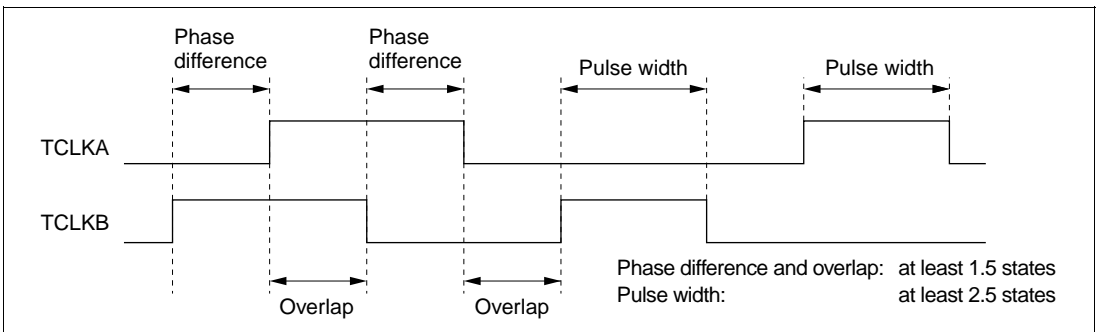 Phase
difference
Phase
difference
Pulse width
Pulse width
TCLKA
TCLKB
Overlap
Overlap
Phase difference and overlap: at least 1.5 states
Pulse width: at least 2.5 states